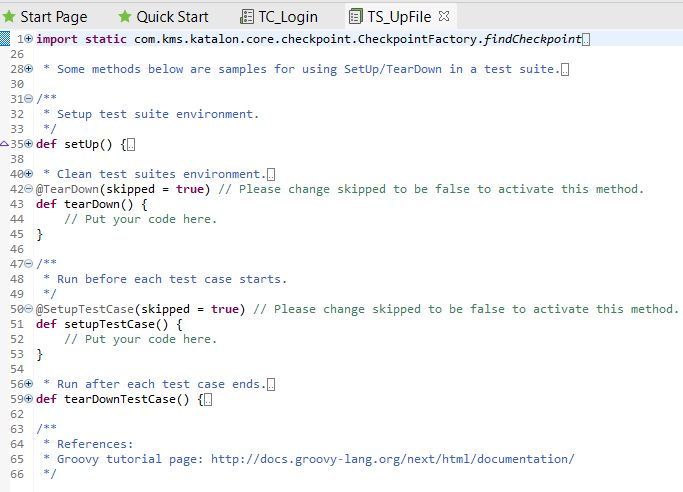 Start Page Quick Start TC_Login TS_UpFile
1 import static com.kms.katalon.core.checkpoint.CheckpointFactory.findCheckpoint
26
28 * Some methods below are samples for using SetUp/TearDown in a test suite.
30
31 /**
32 * Setup test suite environment.
33 */
35 def setUp() {
38
40 * Clean test suites environment.
42 @TearDown(skipped = true) // Please change skipped to be false to activate this method.
43 def tearDown() {
44 // Put your code here.
45 }
46
47 /**
48 * Run before each test case starts.
49 */
50 @SetupTestCase(skipped = true) // Please change skipped to be false to activate this method.
51 def setupTestCase() {
52 // Put your code here.
53 }
54
56 * Run after each test case ends.
59 def tearDownTestCase() {
62
63 /**
64 * References:
65 * Groovy tutorial page: http://docs.groovy-lang.org/next/html/documentation/
66 */